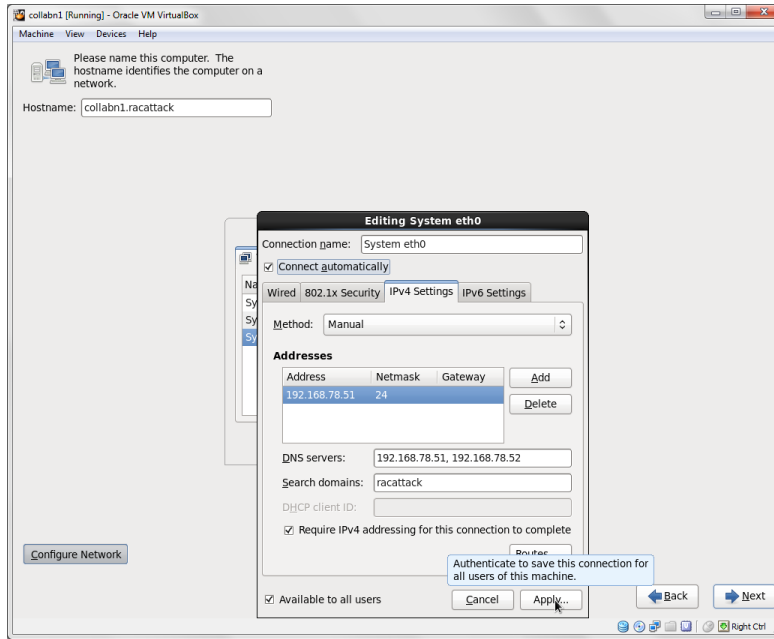 collabn1 [Running] - Oracle VM VirtualBox
Machine View Devices Help
Please name this computer. The
hostname identifies the computer on a
network.
Hostname: collabn1.racattack
Editing System eth0
Connection name: System eth0
Connect automatically
Na
Sy
Sy
Sy
Wired 802.1x Security IPv4 Settings IPv6 Settings
Method: Manual
Addresses
Address Netmask Gateway
192.168.78.51 24
Add
Delete
DNS servers: 192.168.78.51, 192.168.78.52
Search domains: racattack
DHCP client ID:
Require IPv4 addressing for this connection to complete
Routes...
Configure Network
Authenticate to save this connection for
all users of this machine.
Available to all users Cancel Apply...
Back Next
Right Ctrl